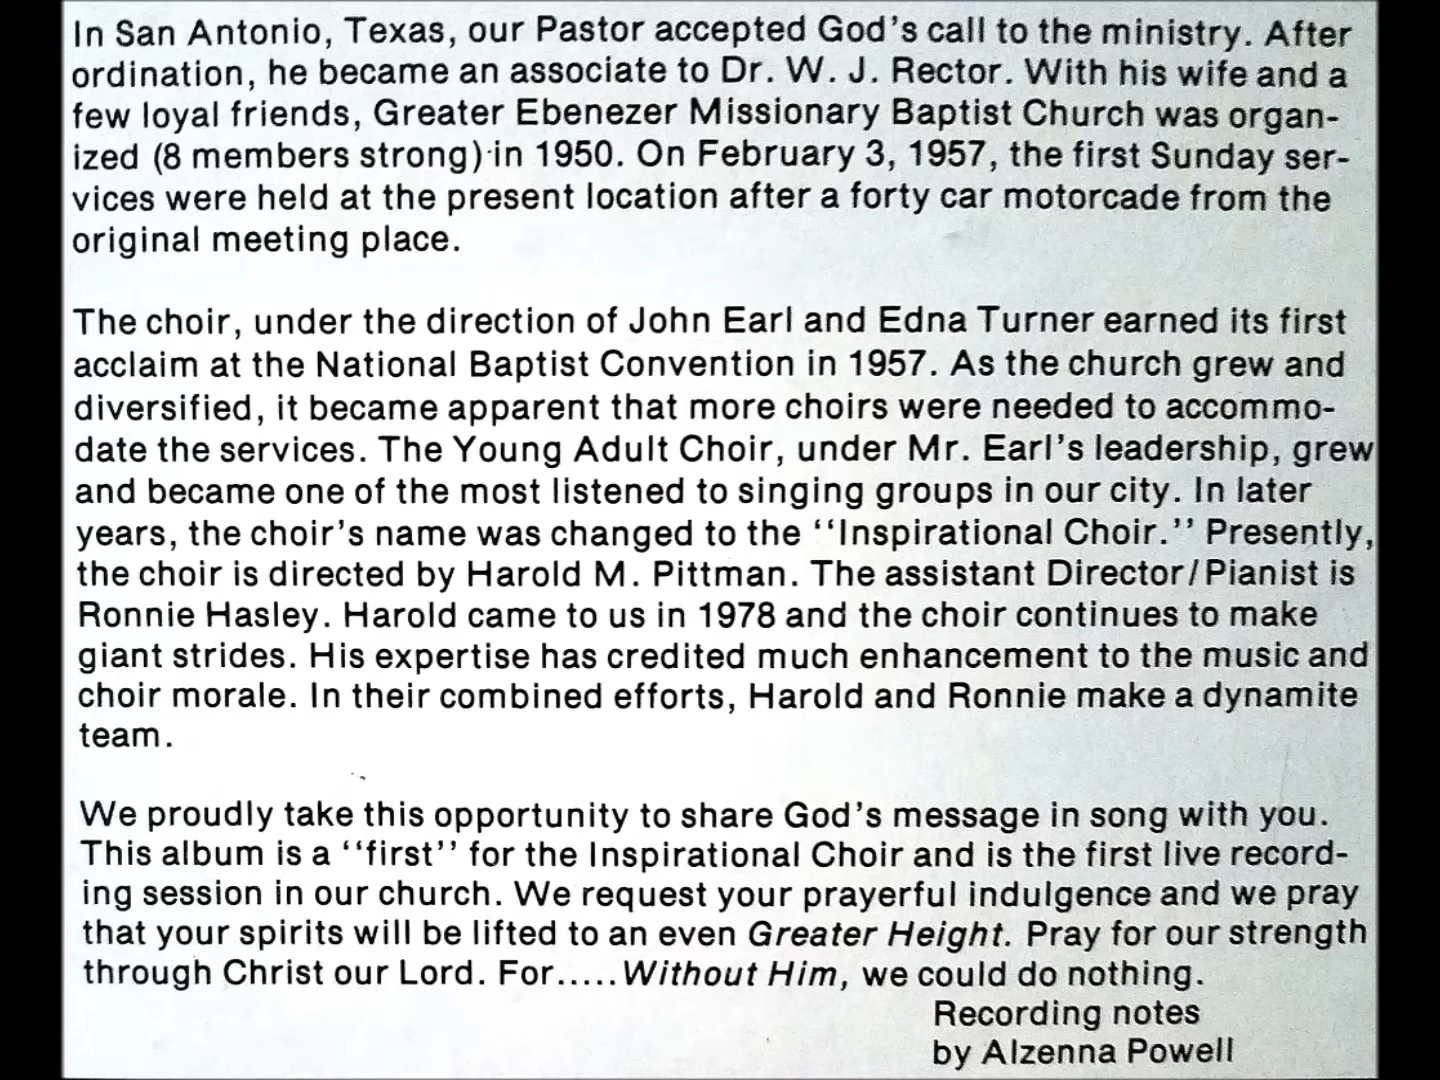 In San Antonio, Texas, our Pastor accepted God's call to the ministry. After
ordination, he became an associate to Dr. W. J. Rector. With his wife and a
few loyal friends, Greater Ebenezer Missionary Baptist Church was organ-
ized (8 members strong) in 1950. On February 3, 1957, the first Sunday ser-
vices were held at the present location after a forty car motorcade from the
original meeting place.
The choir, under the direction of John Earl and Edna Turner earned its first
acclaim at the National Baptist Convention in 1957. As the church grew and
diversified, it became apparent that more choirs were needed to accommo-
date the services. The Young Adult Choir, under Mr. Earl's leadership, grew
and became one of the most listened to singing groups in our city. In later
years, the choir's name was changed to the ‘‘Inspirational Choir.’’ Presently,
the choir is directed by Harold M. Pittman. The assistant Director/Pianist is
Ronnie Hasley. Harold came to us in 1978 and the choir continues to make
giant strides. His expertise has credited much enhancement to the music and
choir morale. In their combined efforts, Harold and Ronnie make a dynamite
team.
We proudly take this opportunity to share God's message in song with you.
This album is a ‘‘first’’ for the Inspirational Choir and is the first live record-
ing session in our church. We request your prayerful indulgence and we pray
that your spirits will be lifted to an even Greater Height. Pray for our strength
through Christ our Lord. For.....Without Him, we could do nothing.
Recording notes
by Alzenna Powell